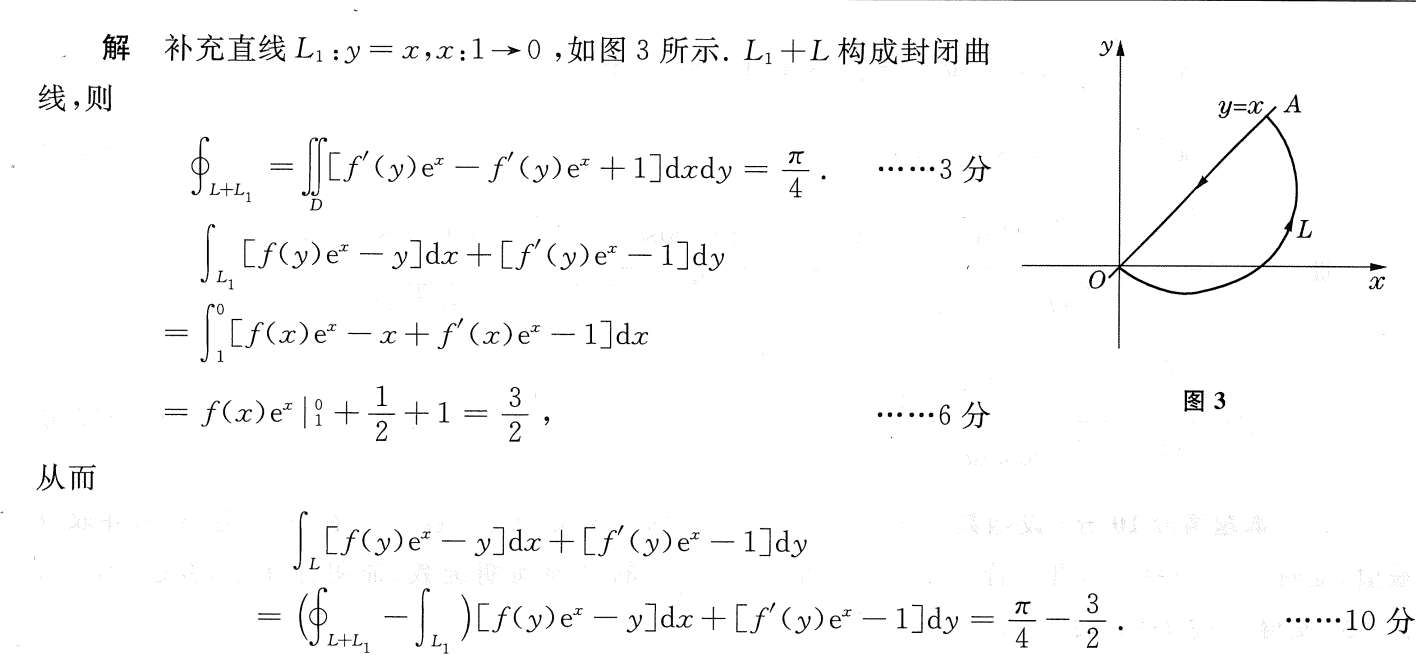 解 补充直线 L₁:y=x,x:1→0,如图 3 所示. L₁+L 构成封闭曲
线,则
∮_{L+L₁} = ∬_D [f′(y)eˣ − f′(y)eˣ + 1]dxdy = π/4 . ……3 分
∫_{L₁} [f(y)eˣ − y]dx + [f′(y)eˣ − 1]dy
= ∫₁⁰ [f(x)eˣ − x + f′(x)eˣ − 1]dx
= f(x)eˣ |₁⁰ + 1/2 + 1 = 3/2 , ……6 分
从而
∫_L [f(y)eˣ − y]dx + [f′(y)eˣ − 1]dy
= (∮_{L+L₁} − ∫_{L₁})[f(y)eˣ − y]dx + [f′(y)eˣ − 1]dy = π/4 − 3/2 . ……10 分
y
y=x A
L
O x
图 3